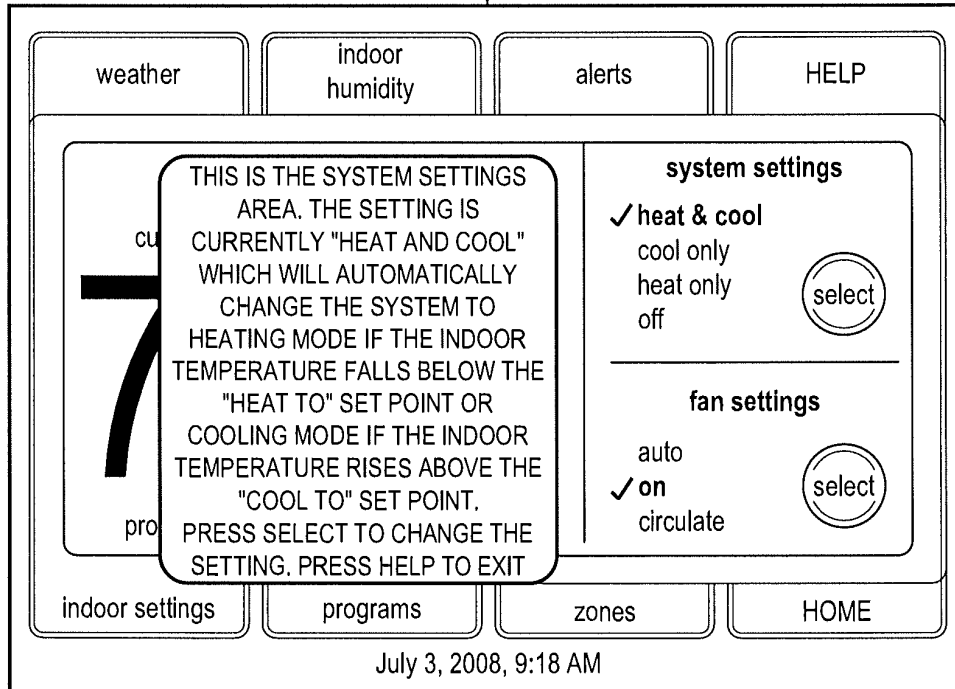 weather
indoor
humidity
alerts
HELP
cu
7
pro
THIS IS THE SYSTEM SETTINGS
AREA. THE SETTING IS
CURRENTLY "HEAT AND COOL"
WHICH WILL AUTOMATICALLY
CHANGE THE SYSTEM TO
HEATING MODE IF THE INDOOR
TEMPERATURE FALLS BELOW THE
"HEAT TO" SET POINT OR
COOLING MODE IF THE INDOOR
TEMPERATURE RISES ABOVE THE
"COOL TO" SET POINT.
PRESS SELECT TO CHANGE THE
SETTING. PRESS HELP TO EXIT
system settings
✓ heat & cool
cool only
heat only
off
select
fan settings
auto
✓ on
circulate
select
indoor settings
programs
zones
HOME
July 3, 2008, 9:18 AM